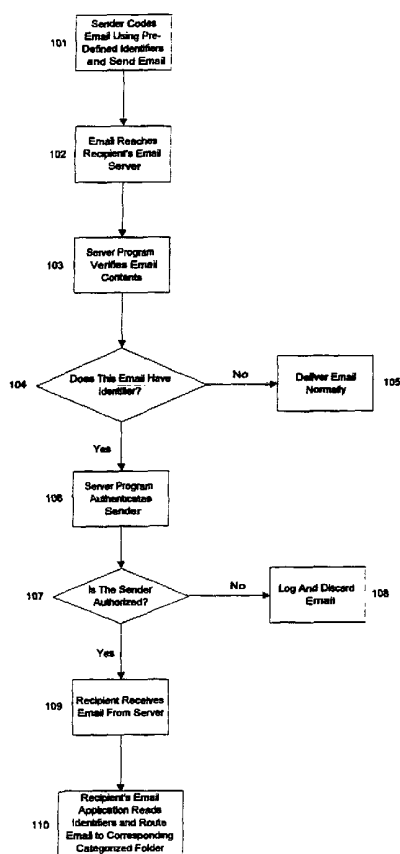 Sender Codes
Email Using Pre-
Defined Identifiers
and Send Email
101
Email Reaches
Recipient's Email
Server
102
Server Program
Verifies Email
Contents
103
Does This Email Have
Identifier?
104
No
Deliver Email
Normally
105
Yes
Server Program
Authenticates
Sender
106
Is The Sender
Authorized?
107
No
Log And Discard
Email
108
Yes
Recipient Receives
Email From Server
109
Recipient's Email
Application Reads
Identifiers and Route
Email to Corresponding
Categorized Folder
110